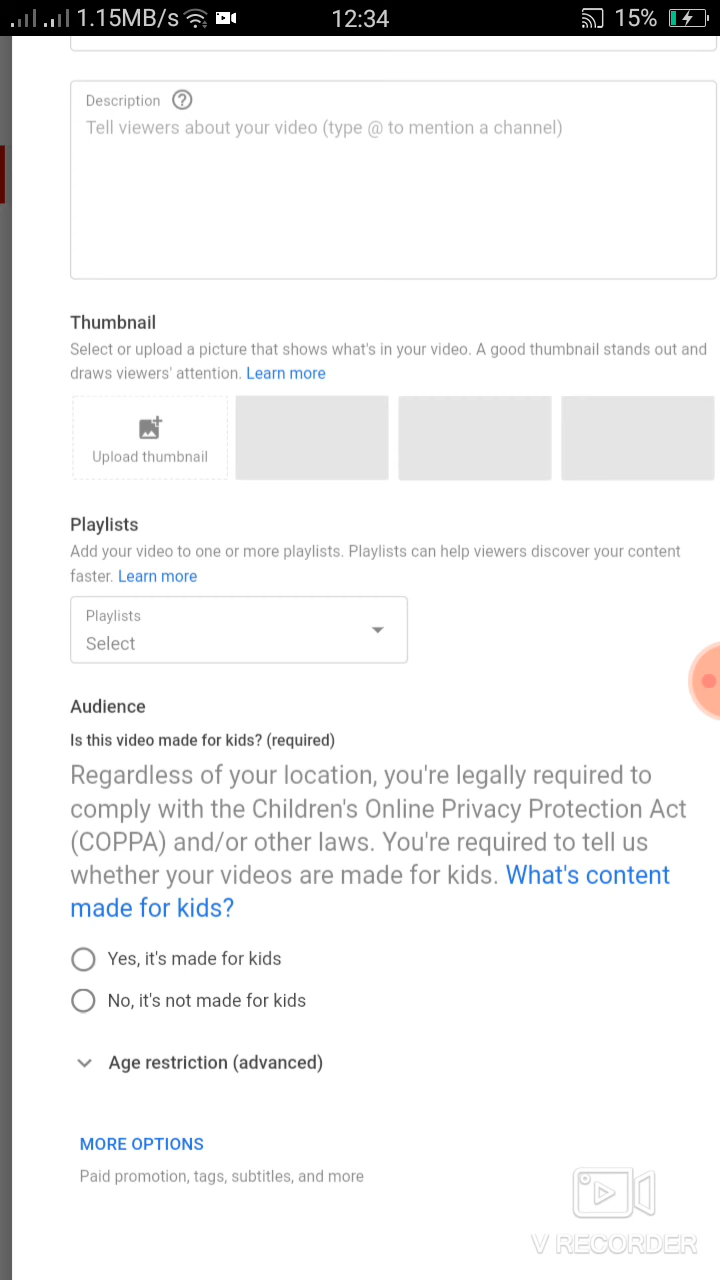 1.15MB/s 12:34 15%
Description
Tell viewers about your video (type @ to mention a channel)
Thumbnail
Select or upload a picture that shows what's in your video. A good thumbnail stands out and
draws viewers' attention. Learn more
Upload thumbnail
Playlists
Add your video to one or more playlists. Playlists can help viewers discover your content
faster. Learn more
Playlists
Select
Audience
Is this video made for kids? (required)
Regardless of your location, you're legally required to
comply with the Children's Online Privacy Protection Act
(COPPA) and/or other laws. You're required to tell us
whether your videos are made for kids. What's content
made for kids?
Yes, it's made for kids
No, it's not made for kids
Age restriction (advanced)
MORE OPTIONS
Paid promotion, tags, subtitles, and more
V RECORDER